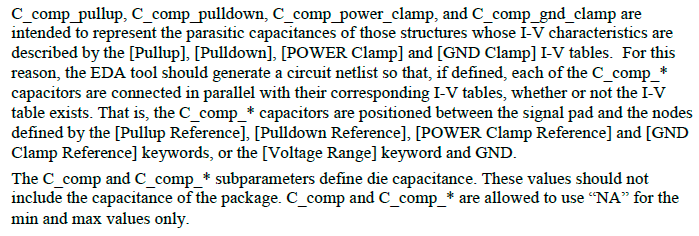 C_comp_pullup, C_comp_pulldown, C_comp_power_clamp, and C_comp_gnd_clamp are
intended to represent the parasitic capacitances of those structures whose I-V characteristics are
described by the [Pullup], [Pulldown], [POWER Clamp] and [GND Clamp] I-V tables.  For this
reason, the EDA tool should generate a circuit netlist so that, if defined, each of the C_comp_*
capacitors are connected in parallel with their corresponding I-V tables, whether or not the I-V
table exists. That is, the C_comp_* capacitors are positioned between the signal pad and the nodes
defined by the [Pullup Reference], [Pulldown Reference], [POWER Clamp Reference] and [GND
Clamp Reference] keywords, or the [Voltage Range] keyword and GND.
The C_comp and C_comp_* subparameters define die capacitance. These values should not
include the capacitance of the package. C_comp and C_comp_* are allowed to use “NA” for the
min and max values only.